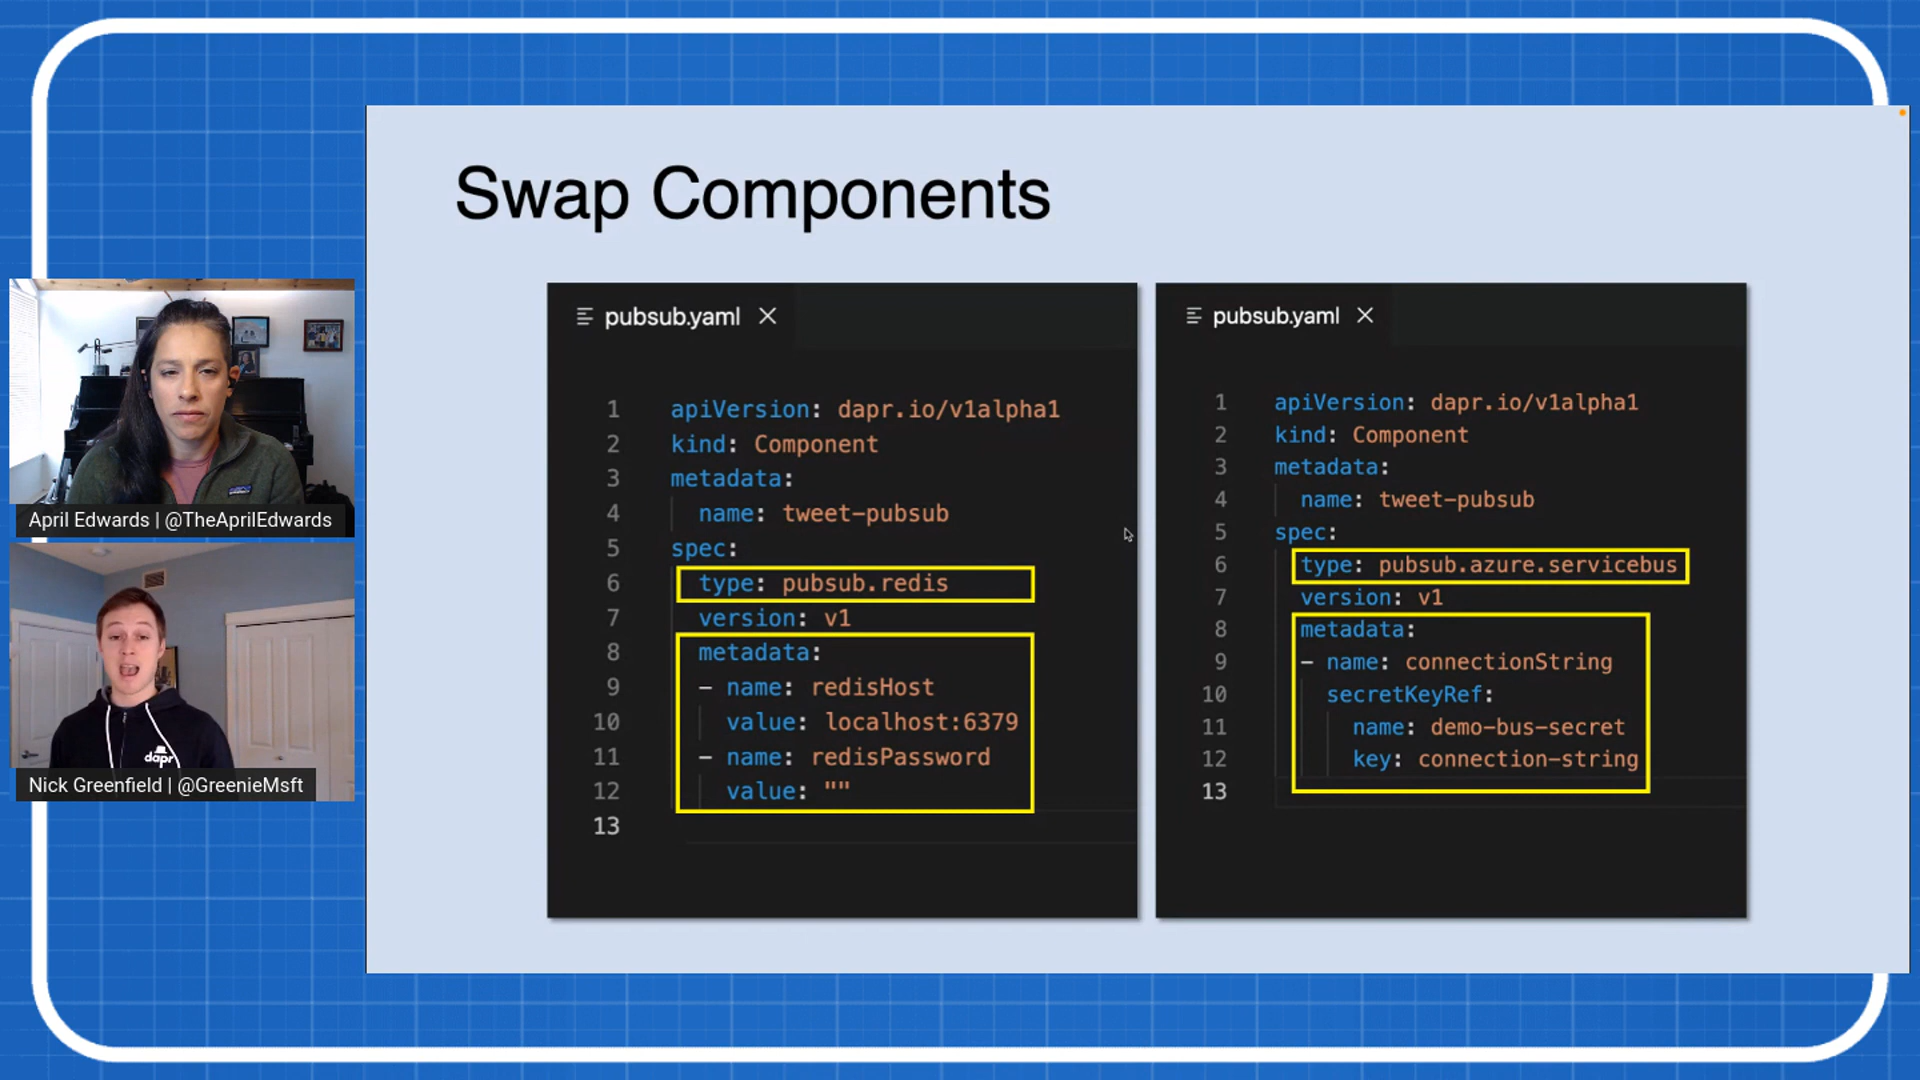 Swap Components
pubsub.yaml
1 apiVersion: dapr.io/v1alpha1
2 kind: Component
3 metadata:
4 name: tweet-pubsub
5 spec:
6 type: pubsub.redis
7 version: v1
8 metadata:
9 - name: redisHost
10 value: localhost:6379
11 - name: redisPassword
12 value: ""
13
pubsub.yaml
1 apiVersion: dapr.io/v1alpha1
2 kind: Component
3 metadata:
4 name: tweet-pubsub
5 spec:
6 type: pubsub.azure.servicebus
7 version: v1
8 metadata:
9 - name: connectionString
10 secretKeyRef:
11 name: demo-bus-secret
12 key: connection-string
13
April Edwards | @TheAprilEdwards
dapr
Nick Greenfield | @GreenieMsft